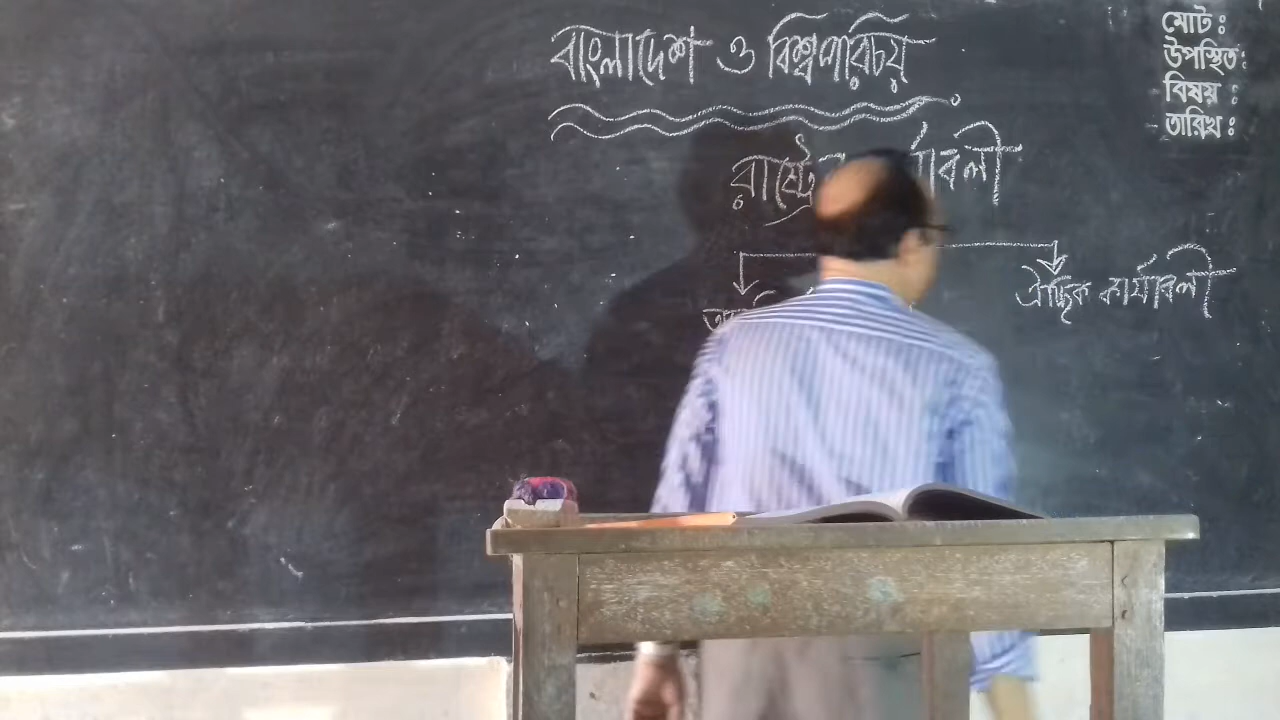 বাংলাদেশ ও বিশ্বপরিচয়
রাষ্ট্রের
ঐচ্ছিক কার্যাবলী
মোট :
উপস্থিত :
বিষয় :
তারিখ :